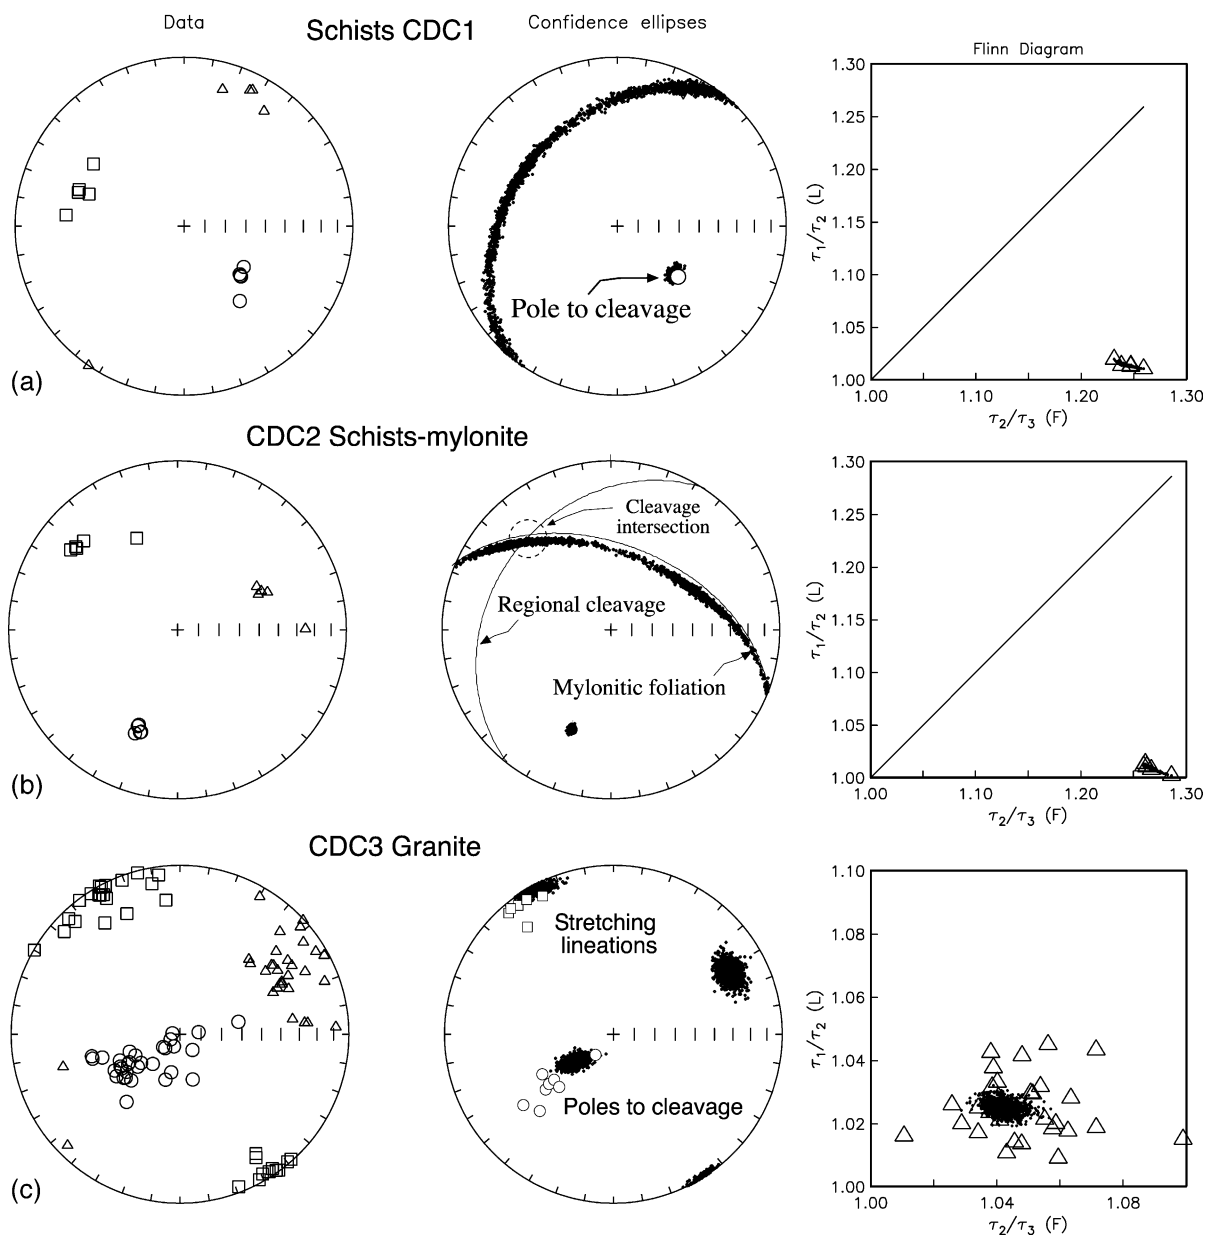 Data
Schists CDC1
Confidence ellipses
Flinn Diagram
Pole to cleavage
(a)
1.30
1.25
1.20
1.15
1.10
1.05
1.00
τ1/τ2 (L)
1.00 1.10 1.20 1.30
τ2/τ3 (F)
CDC2 Schists-mylonite
Cleavage
intersection
Regional cleavage
Mylonitic foliation
(b)
1.30
1.25
1.20
1.15
1.10
1.05
1.00
τ1/τ2 (L)
1.00 1.10 1.20 1.30
τ2/τ3 (F)
CDC3 Granite
Stretching
lineations
Poles to cleavage
(c)
1.10
1.08
1.06
1.04
1.02
1.00
τ1/τ2 (L)
1.00 1.04 1.08
τ2/τ3 (F)